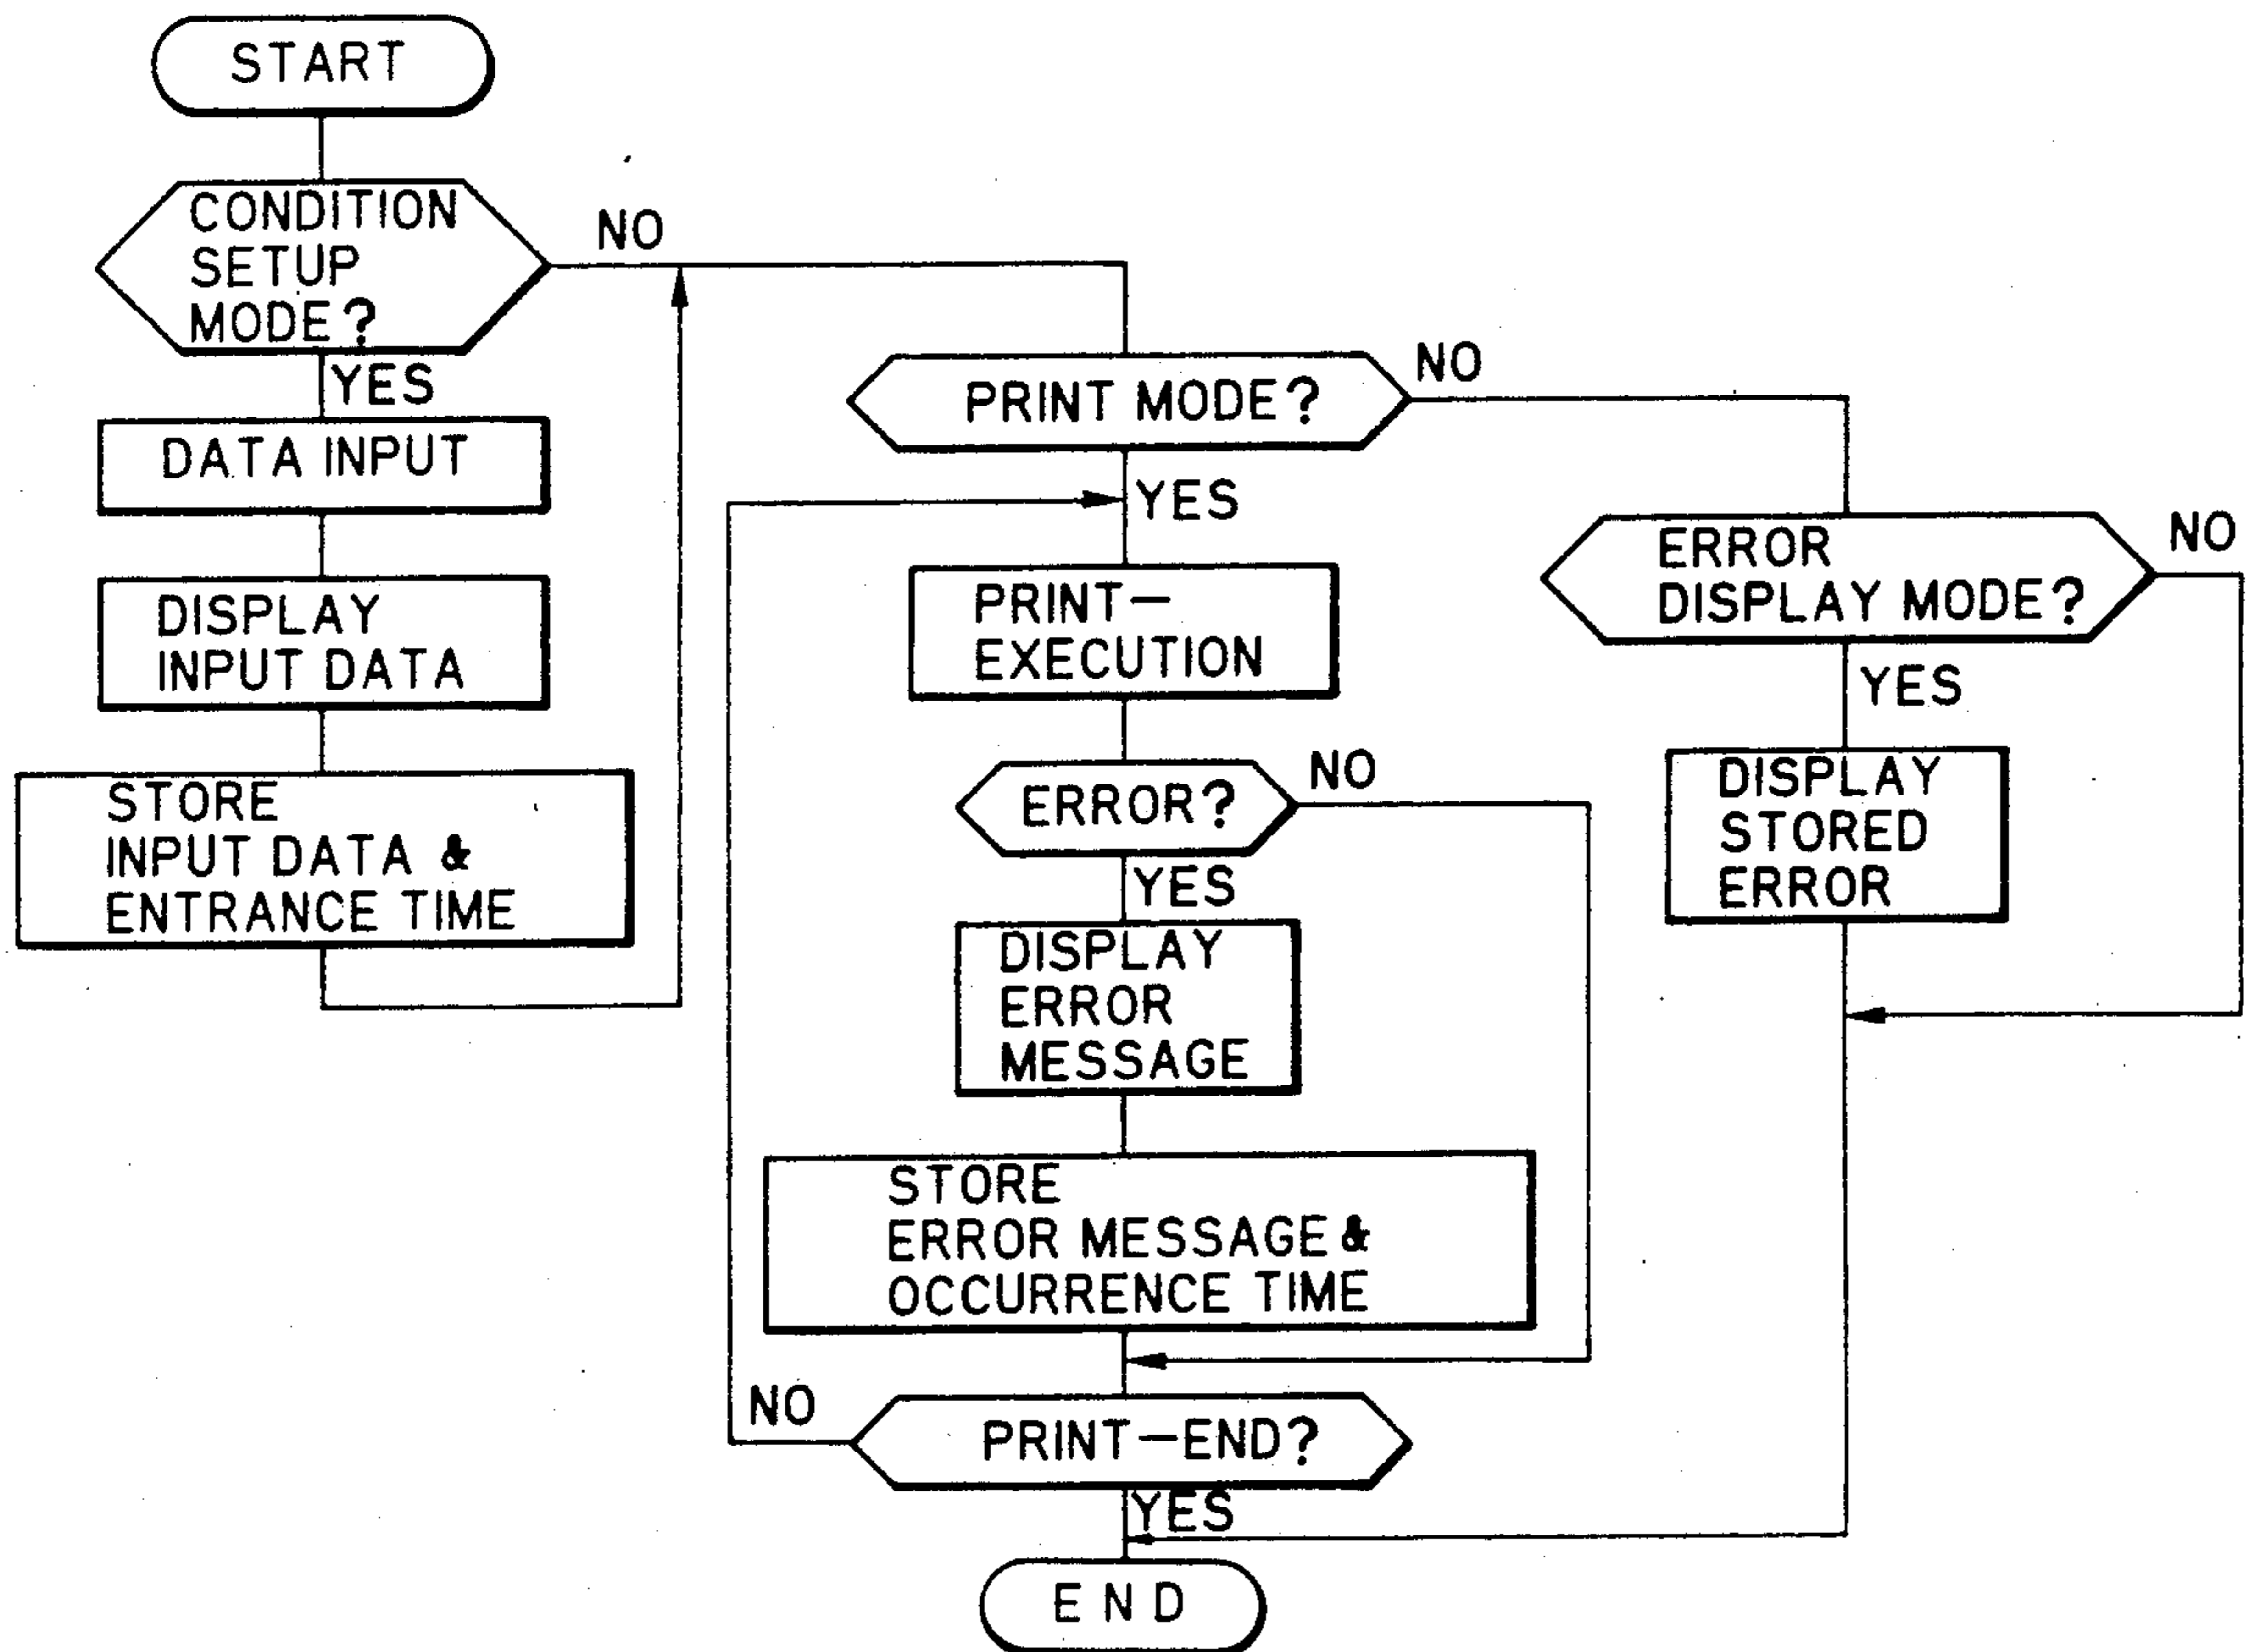 START
CONDITION
SETUP
MODE?
NO
YES
DATA INPUT
DISPLAY
INPUT DATA
STORE
INPUT DATA &
ENTRANCE TIME
PRINT MODE?
NO
YES
PRINT—
EXECUTION
ERROR?
NO
YES
DISPLAY
ERROR
MESSAGE
STORE
ERROR MESSAGE &
OCCURRENCE TIME
NO
PRINT—END?
YES
END
ERROR
DISPLAY MODE?
NO
YES
DISPLAY
STORED
ERROR